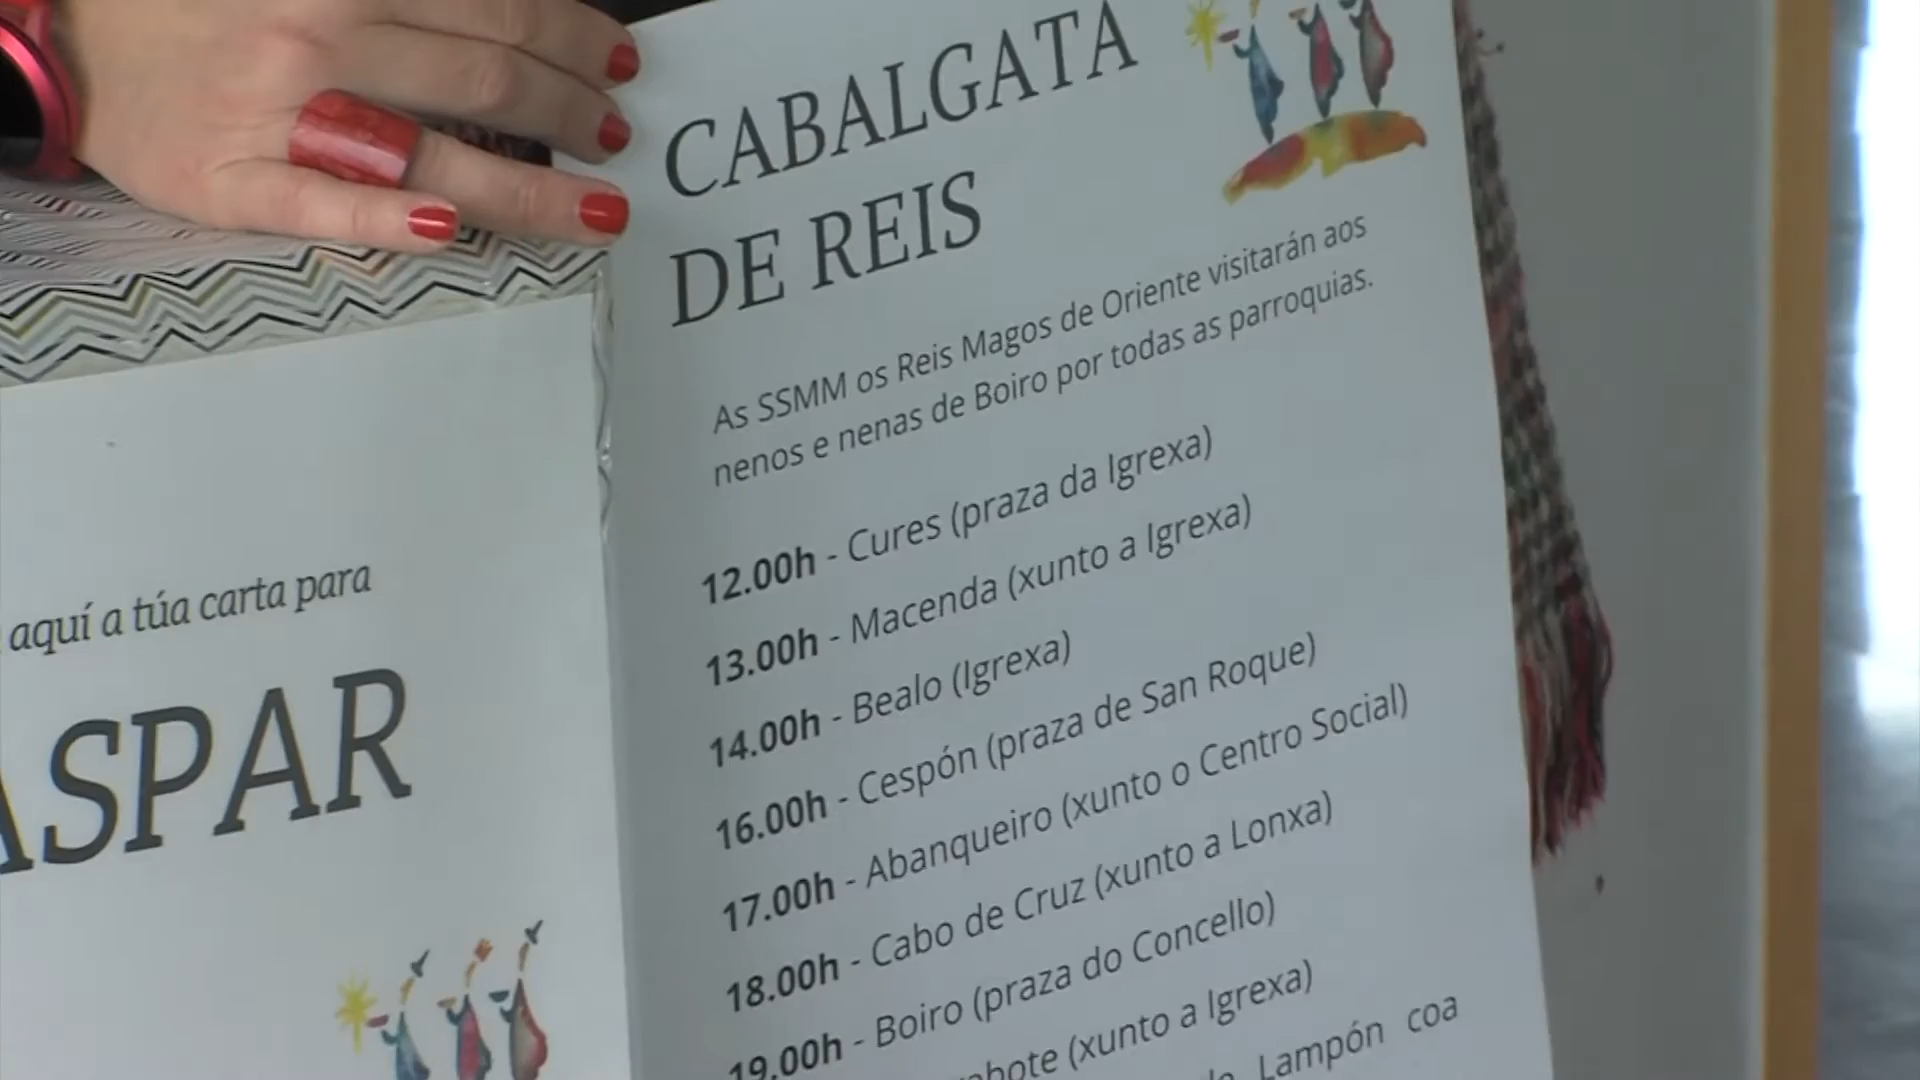 CABALGATA
DE REIS
As SSMM os Reis Magos de Oriente visitarán aos
nenos e nenas de Boiro por todas as parroquias.
12.00h - Cures (praza da Igrexa)
13.00h - Macenda (xunto a Igrexa)
14.00h - Bealo (Igrexa)
16.00h - Cespón (praza de San Roque)
17.00h - Abanqueiro (xunto o Centro Social)
18.00h - Cabo de Cruz (xunto a Lonxa)
19.00h - Boiro (praza do Concello)
(xunto a Igrexa)
Lampón coa
aquí a túa carta para
ASPAR